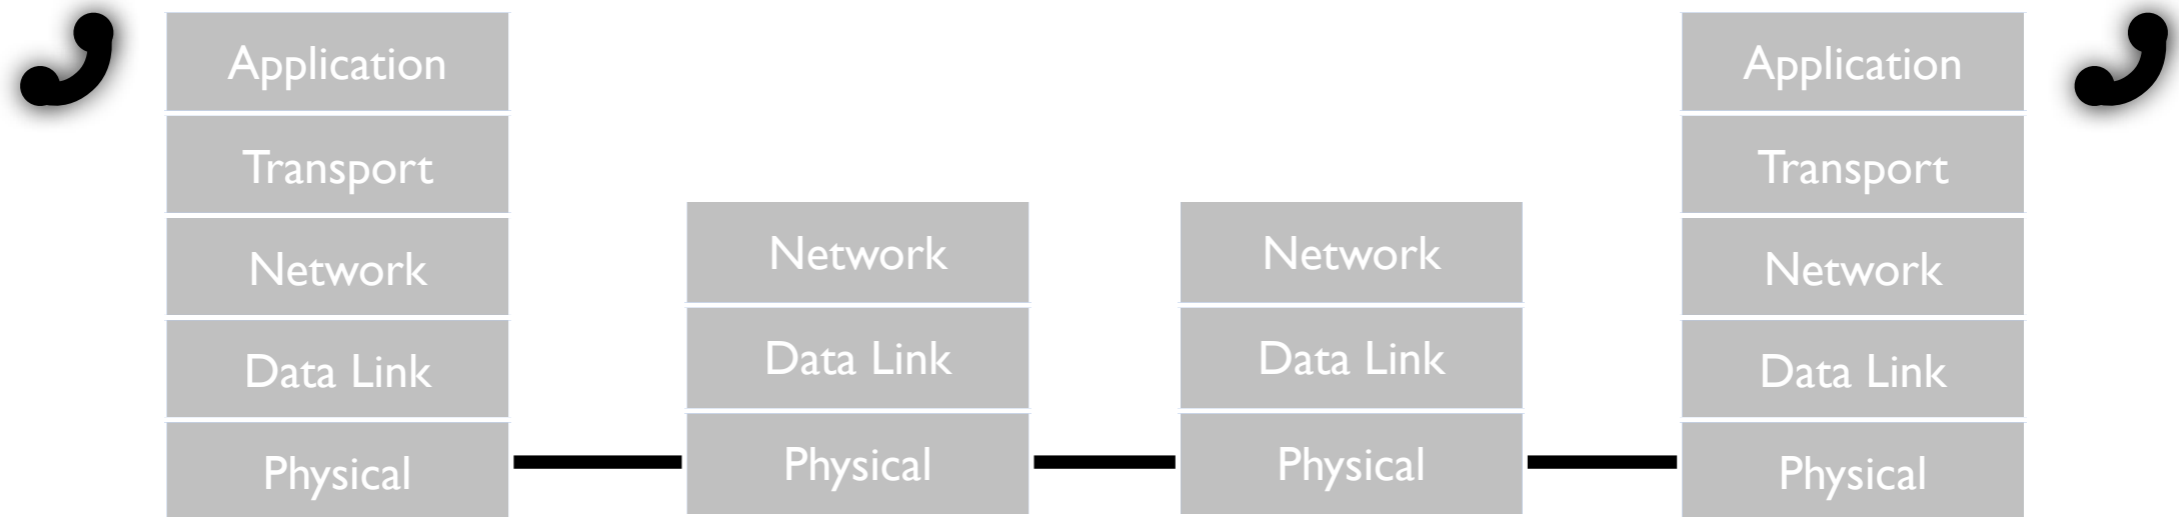 Application
Transport
Network
Data Link
Physical
Network
Data Link
Physical
Network
Data Link
Physical
Application
Transport
Network
Data Link
Physical